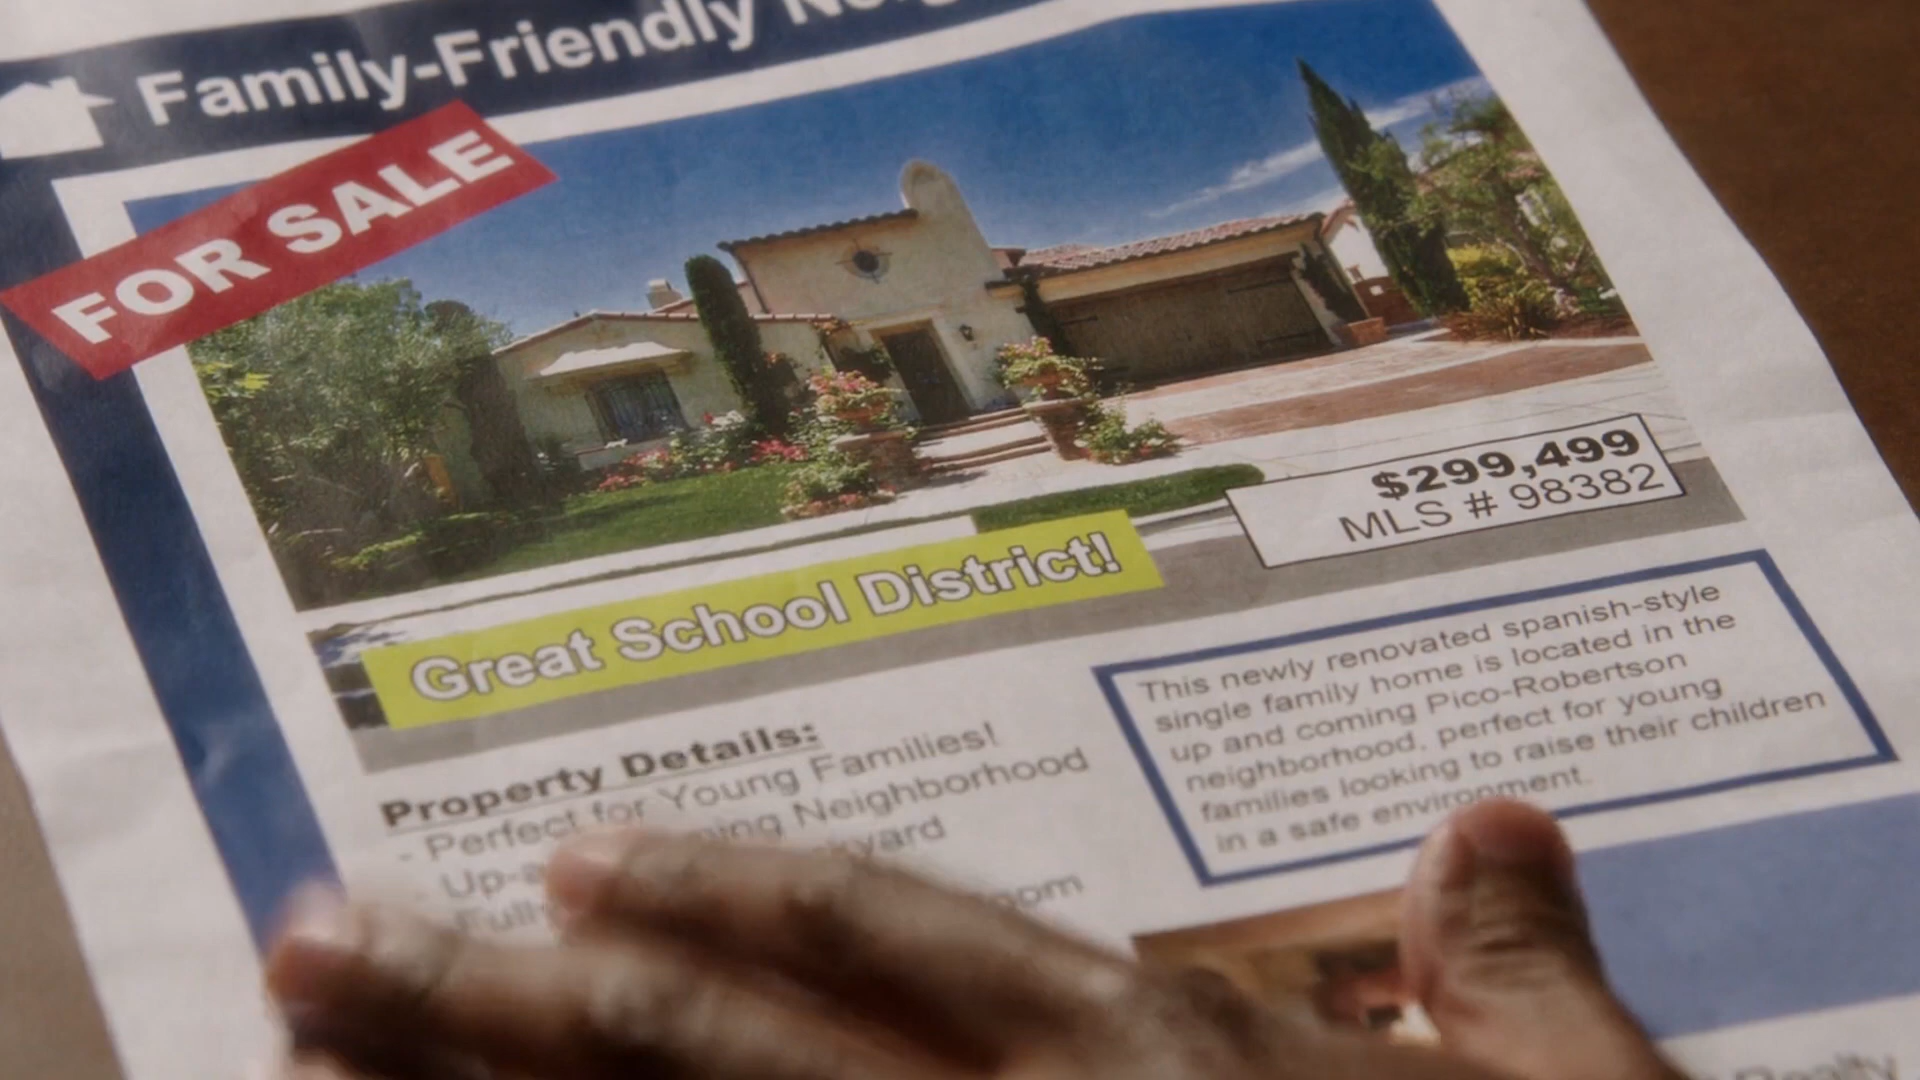 Family-Friendly
FOR SALE
$299,499
MLS # 98382
Great School District!
This newly renovated spanish-style
single family home is located in the
up and coming Pico-Robertson
neighborhood, perfect for young
families looking to raise their children
in a safe environment.
Property Details:
- Perfect for Young Families!
Neighborhood
Realty